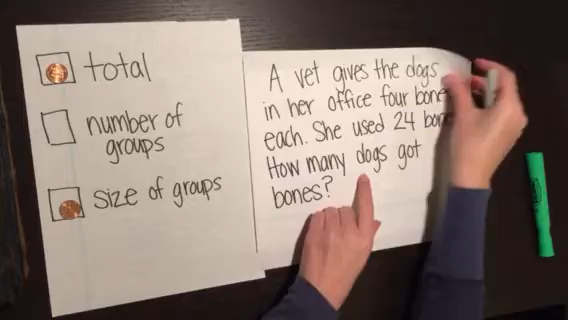 total
number of
groups
size of groups
A vet gives the dogs
in her office four bone
each. She used 24 bon
How many dogs got
bones?